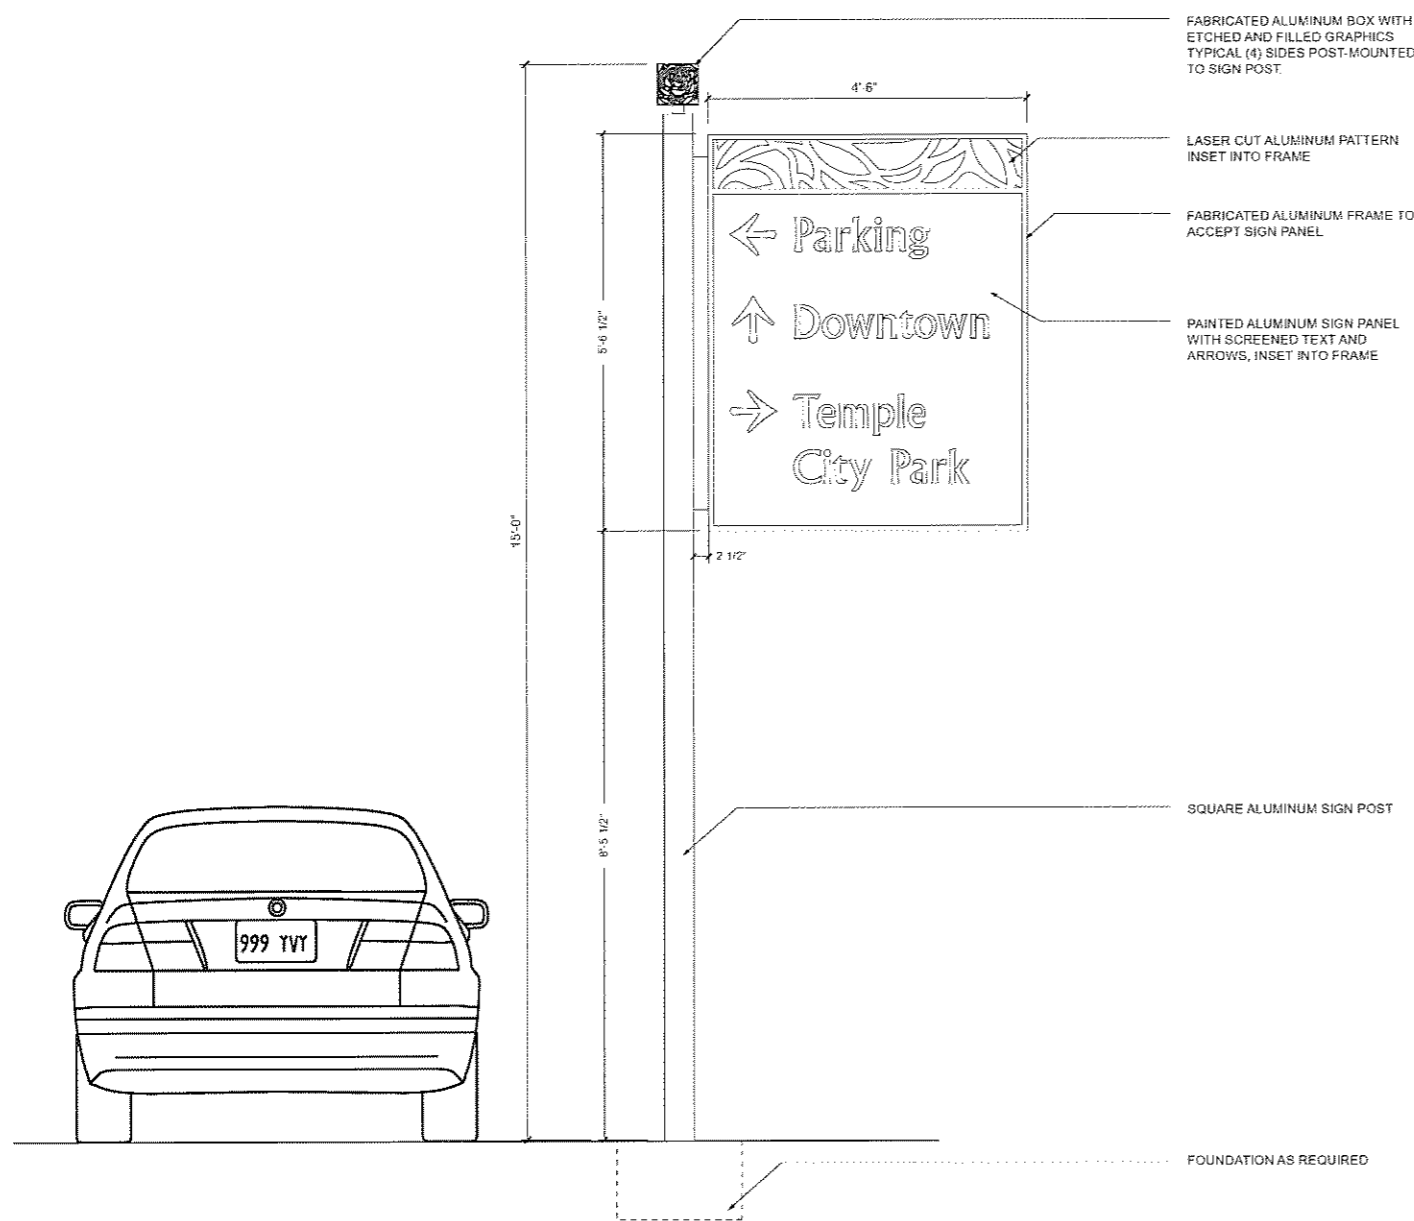 FABRICATED ALUMINUM BOX WITH
ETCHED AND FILLED GRAPHICS
TYPICAL (4) SIDES POST-MOUNTED
TO SIGN POST.
4'-6"
LASER CUT ALUMINUM PATTERN
INSET INTO FRAME
FABRICATED ALUMINUM FRAME TO
ACCEPT SIGN PANEL
Parking
Downtown
PAINTED ALUMINUM SIGN PANEL
WITH SCREENED TEXT AND
ARROWS, INSET INTO FRAME
5'-6 1/2"
Temple
City Park
15'-0"
2 1/2"
SQUARE ALUMINUM SIGN POST
8'-5 1/2"
999 YVY
FOUNDATION AS REQUIRED